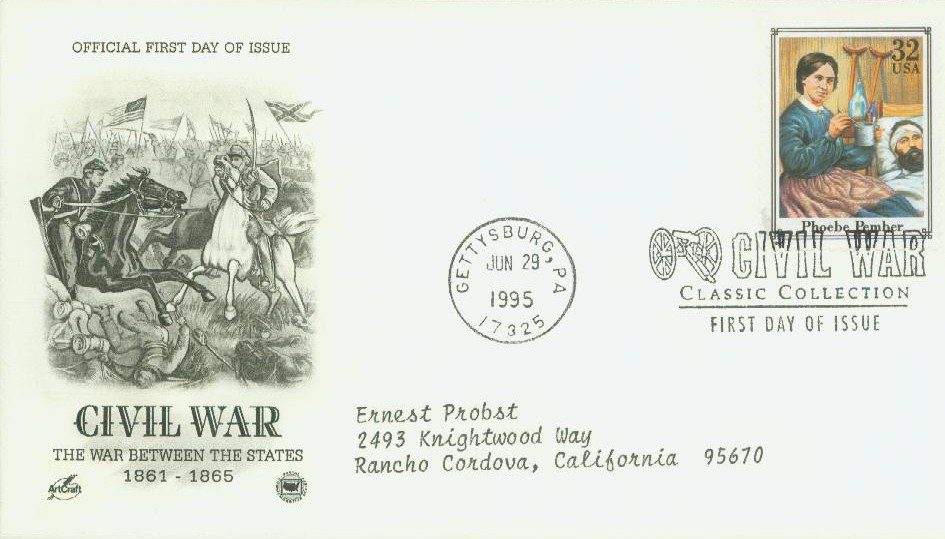 OFFICIAL FIRST DAY OF ISSUE
32
USA
Phoebe Pember
GETTYSBURG, PA
JUN 29
1995
17325
CIVIL WAR
CLASSIC COLLECTION
FIRST DAY OF ISSUE
CIVIL WAR
THE WAR BETWEEN THE STATES
1861 - 1865
ArtCraft
Ernest Probst
2493 Knightwood Way
Rancho Cordova, California 95670